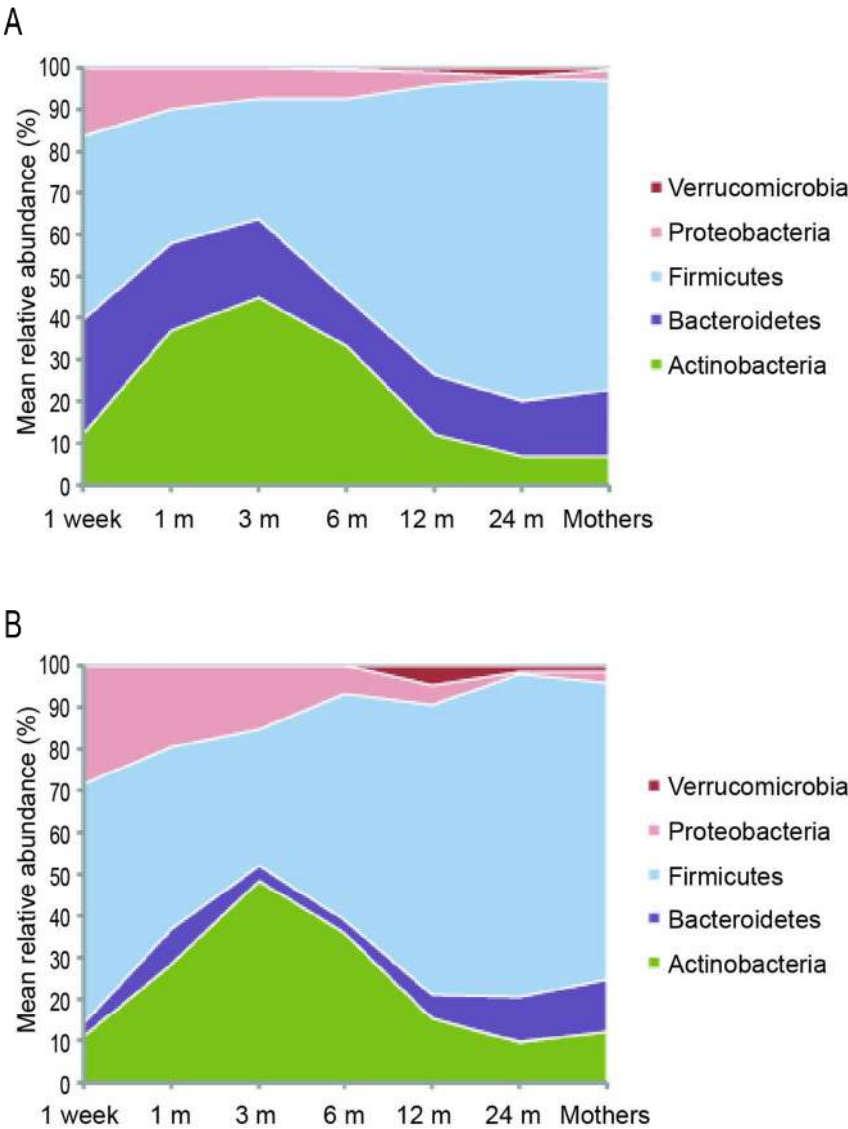 A
Mean relative abundance (%)
100
90
80
70
60
50
40
30
20
10
0
1 week 1 m 3 m 6 m 12 m 24 m Mothers
Verrucomicrobia
Proteobacteria
Firmicutes
Bacteroidetes
Actinobacteria
B
Mean relative abundance (%)
100
90
80
70
60
50
40
30
20
10
0
1 week 1 m 3 m 6 m 12 m 24 m Mothers
Verrucomicrobia
Proteobacteria
Firmicutes
Bacteroidetes
Actinobacteria